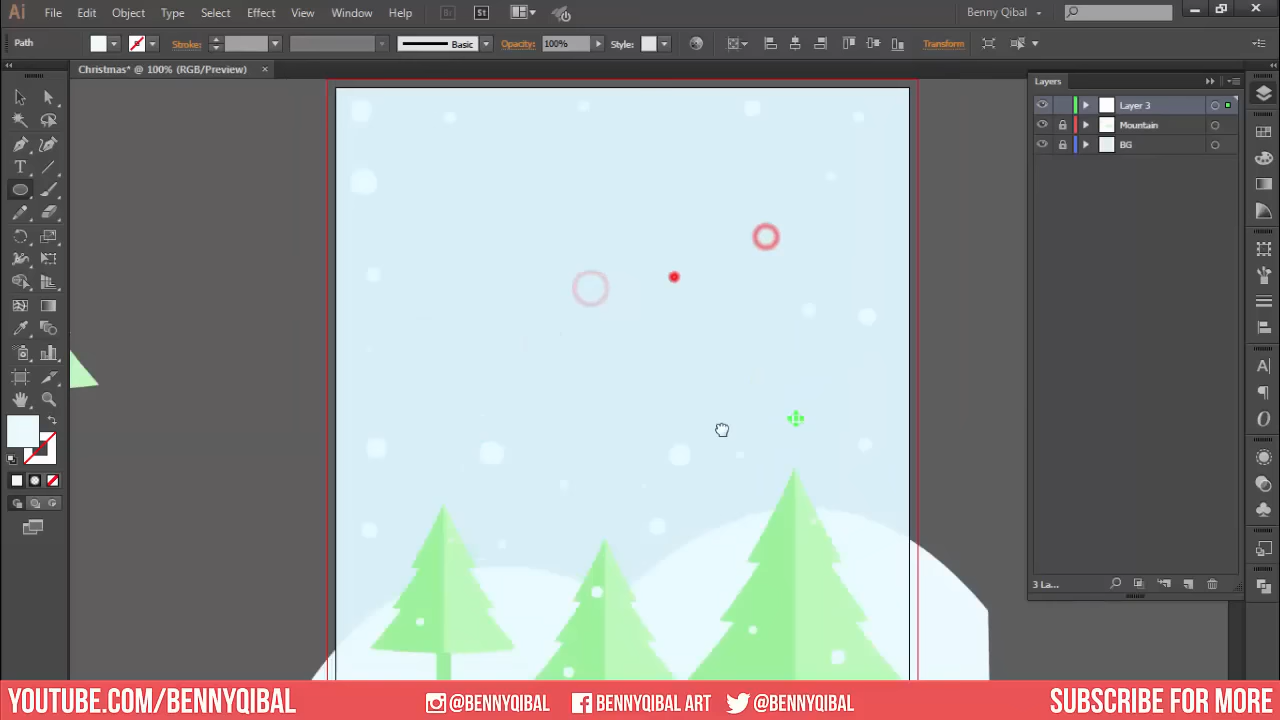 Ai File Edit Object Type Select Effect View Window Help Br St Benny Qibal
Path Stroke: Basic Opacity: 100% Style: Transform
Christmas* @ 100% (RGB/Preview) ×
Layers
Layer 3
Mountain
BG
3 La...
YOUTUBE.COM/BENNYQIBAL @BENNYQIBAL BENNYQIBAL ART @BENNYQIBAL SUBSCRIBE FOR MORE